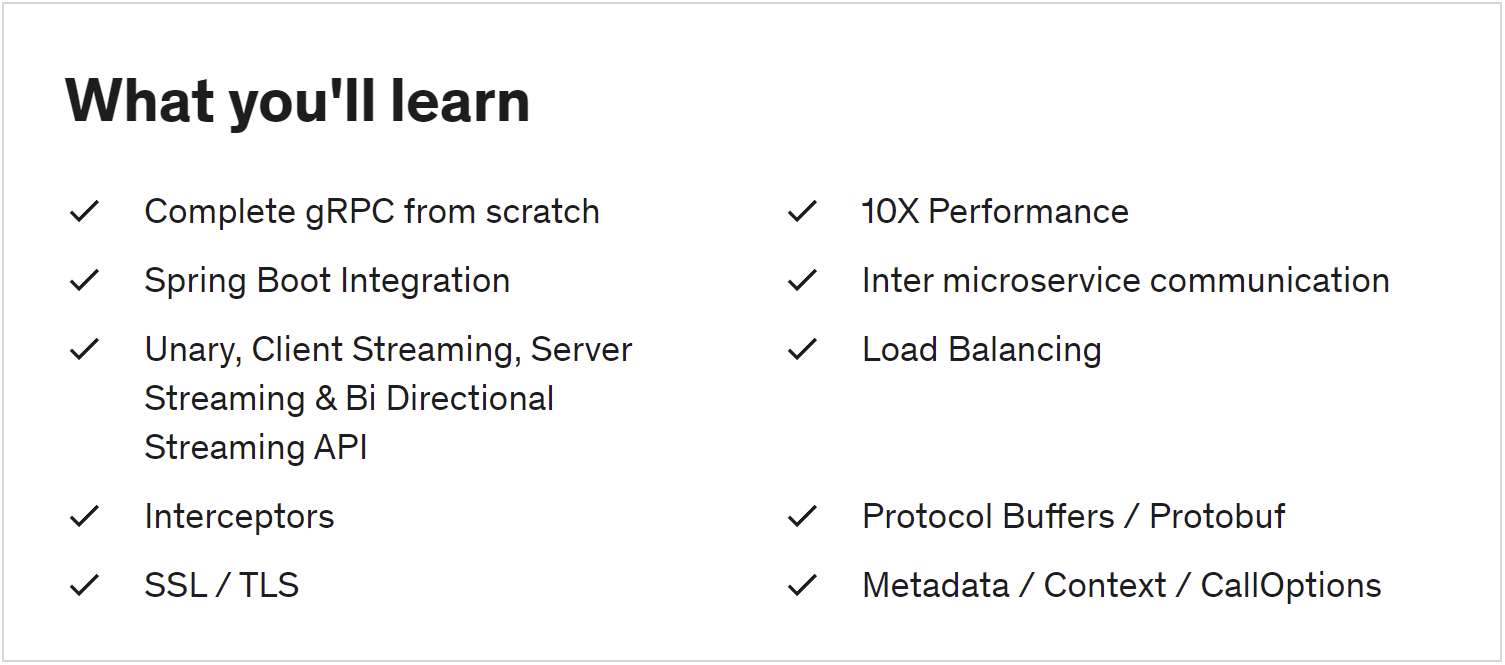 What you'll learn
Complete gRPC from scratch
10X Performance
Spring Boot Integration
Inter microservice communication
Unary, Client Streaming, Server
Streaming & Bi Directional
Streaming API
Load Balancing
Interceptors
Protocol Buffers / Protobuf
SSL / TLS
Metadata / Context / CallOptions